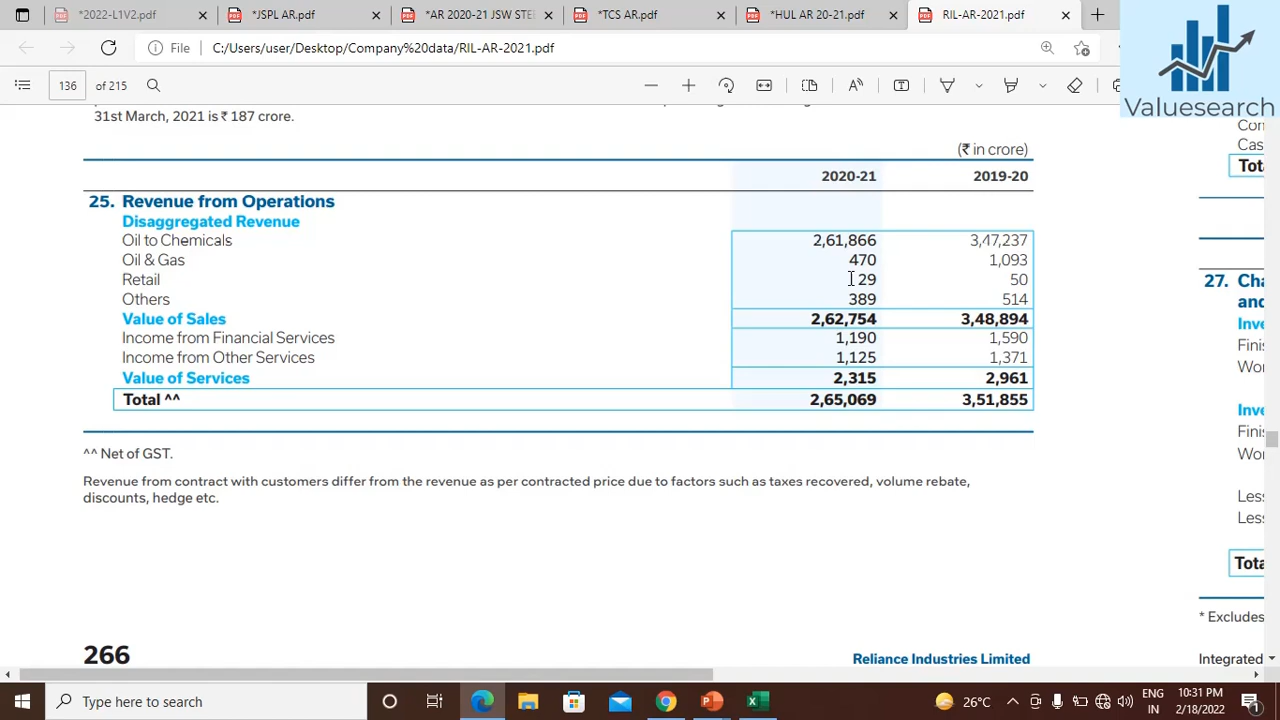 *2022-L1V2.pdf
*JSPL AR.pdf
*AR 2020-21 JSW STE
*TCS AR.pdf
*HUL AR 20-21.pdf
RIL-AR-2021.pdf
File C:/Users/user/Desktop/Company%20data/RIL-AR-2021.pdf
136 of 215
Valuesearch
31st March, 2021 is ₹ 187 crore.
(₹ in crore)
2020-21 2019-20
25. Revenue from Operations
Disaggregated Revenue
Oil to Chemicals 2,61,866 3,47,237
Oil & Gas 470 1,093
Retail 29 50
Others 389 514
Value of Sales 2,62,754 3,48,894
Income from Financial Services 1,190 1,590
Income from Other Services 1,125 1,371
Value of Services 2,315 2,961
Total ^^ 2,65,069 3,51,855
^^ Net of GST.
Revenue from contract with customers differ from the revenue as per contracted price due to factors such as taxes recovered, volume rebate,
discounts, hedge etc.
266
Reliance Industries Limited
Con
Cas
Tot
27. Cha
and
Inve
Finis
Wor
Inve
Finis
Wor
Less
Less
Tota
* Excludes
Integrated
Type here to search
26°C
ENG
IN
10:31 PM
2/18/2022
1